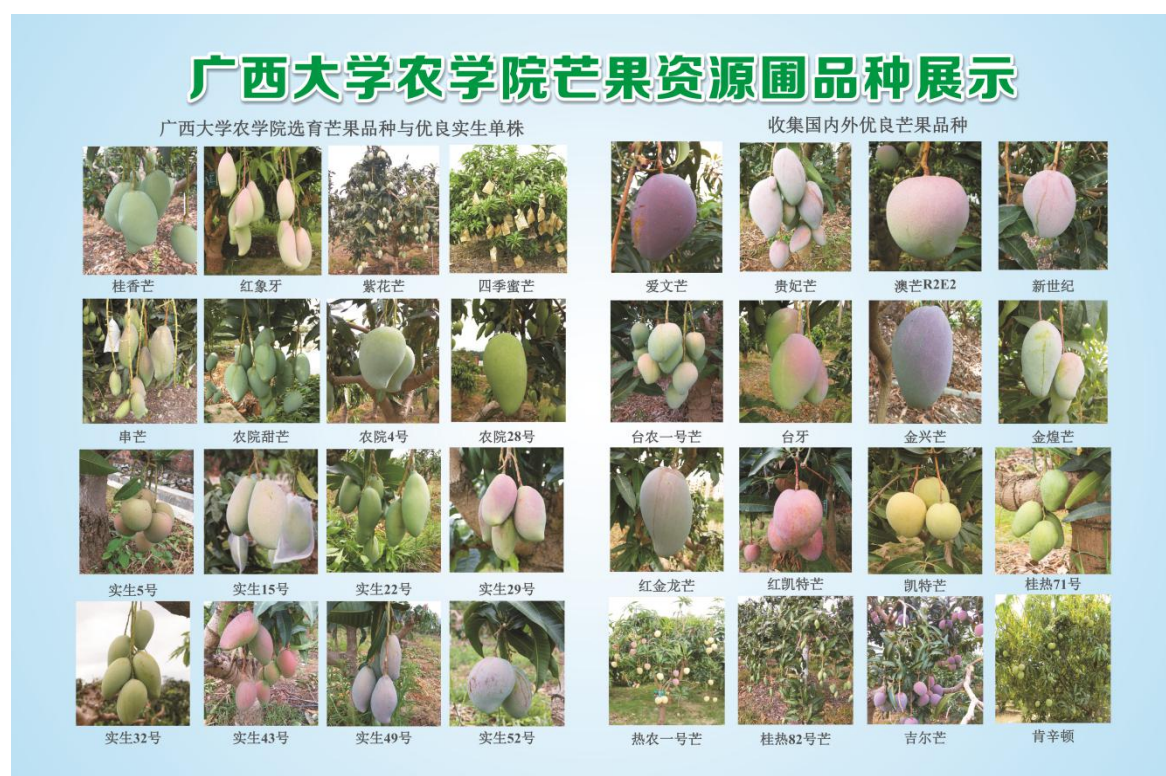 广西大学农学院芒果资源圃品种展示
广西大学农学院选育芒果品种与优良实生单株
桂香芒 红象牙 紫花芒 四季蜜芒
串芒 农院甜芒 农院4号 农院28号
实生5号 实生15号 实生22号 实生29号
实生32号 实生43号 实生49号 实生52号
收集国内外优良芒果品种
爱文芒 贵妃芒 澳芒R2E2 新世纪
台农一号芒 台牙 金兴芒 金煌芒
红金龙芒 红凯特芒 凯特芒 桂热71号
热农一号芒 桂热82号芒 吉尔芒 肯辛顿